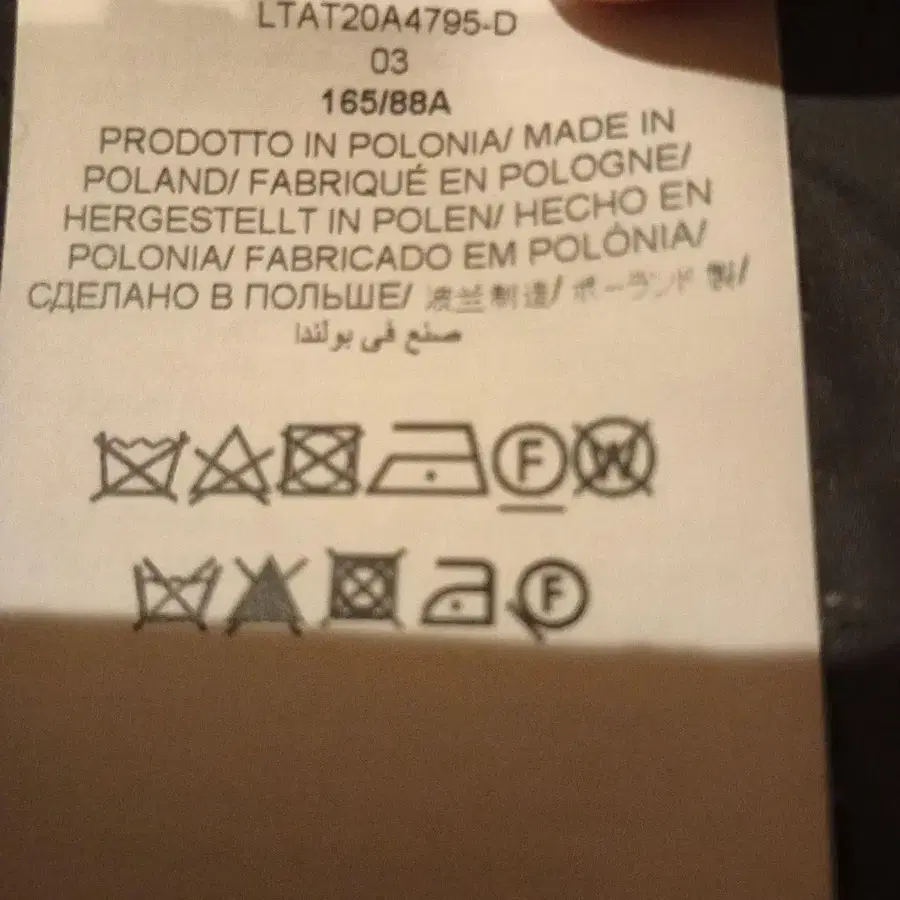 LTAT20A4795-D
03
165/88A
PRODOTTO IN POLONIA/ MADE IN
POLAND/ FABRIQUÉ EN POLOGNE/
HERGESTELLT IN POLEN/ HECHO EN
POLONIA/ FABRICADO EM POLÓNIA/
СДЕЛАНО В ПОЛЬШЕ/ 波兰制造/ ポーランド 製/
صنع في بولندا
F W
F